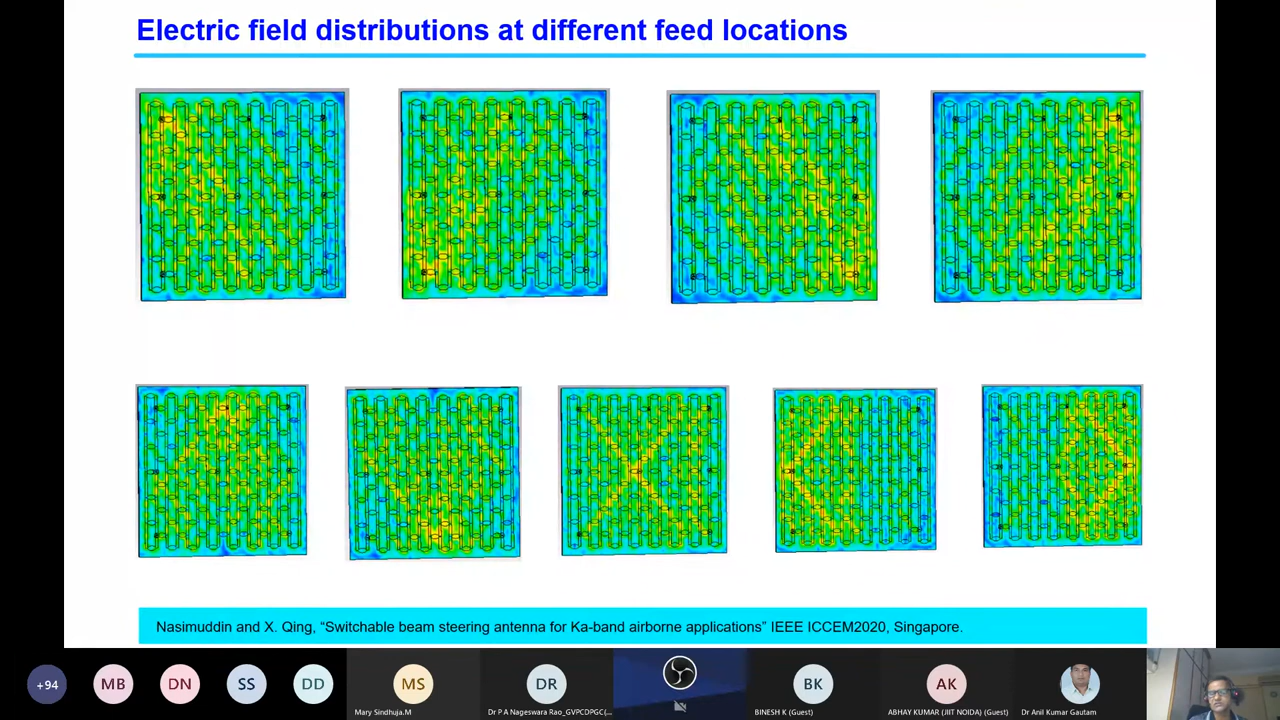 Electric field distributions at different feed locations
Nasimuddin and X. Qing, “Switchable beam steering antenna for Ka-band airborne applications” IEEE ICCEM2020, Singapore.
+94
MB
DN
SS
DD
MS
DR
BK
AK
Mary Sindhuja.M
Dr P A Nageswara Rao_GVPCDPGC(...
BINESH K (Guest)
ABHAY KUMAR (JIIT NOIDA) (Guest)
Dr Anil Kumar Gautam